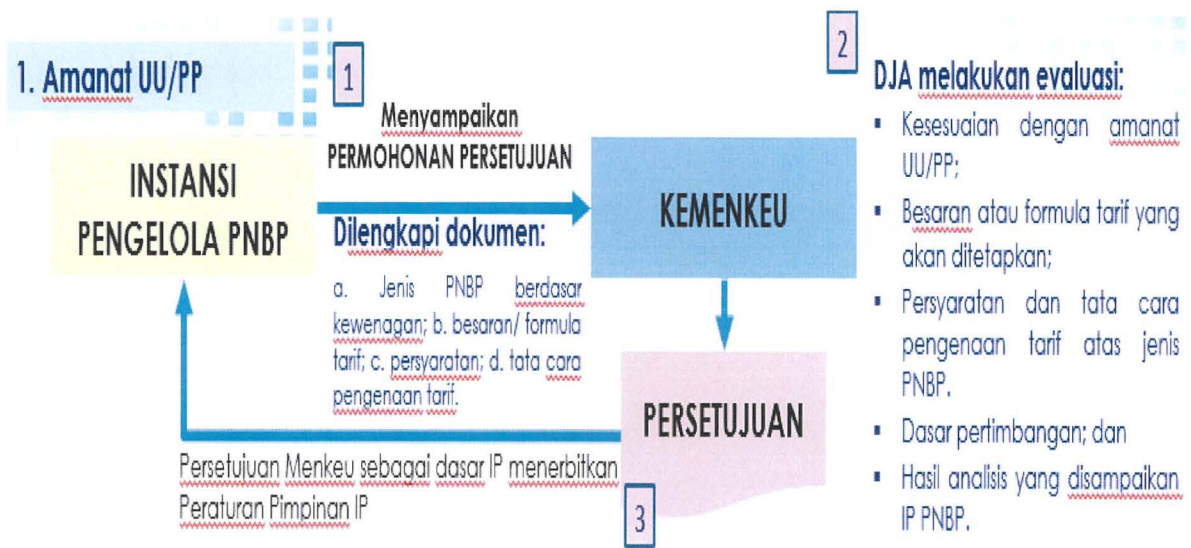 1. Amanat UU/PP
1
Menyampaikan
PERMOHONAN PERSETUJUAN
INSTANSI
PENGELOLA PNBP
Dilengkapi dokumen:
a. Jenis PNBP berdasar
kewenagan; b. besaran/ formula
tarif; c. persyaratan; d. tata cara
pengenaan tarif.
KEMENKEU
2
DJA melakukan evaluasi:
▪ Kesesuaian dengan amanat
UU/PP;
▪ Besaran atau formula tarif yang
akan ditetapkan;
▪ Persyaratan dan tata cara
pengenaan tarif atas jenis
PNBP.
▪ Dasar pertimbangan; dan
▪ Hasil analisis yang disampaikan
IP PNBP.
PERSETUJUAN
3
Persetujuan Menkeu sebagai dasar IP menerbitkan
Peraturan Pimpinan IP